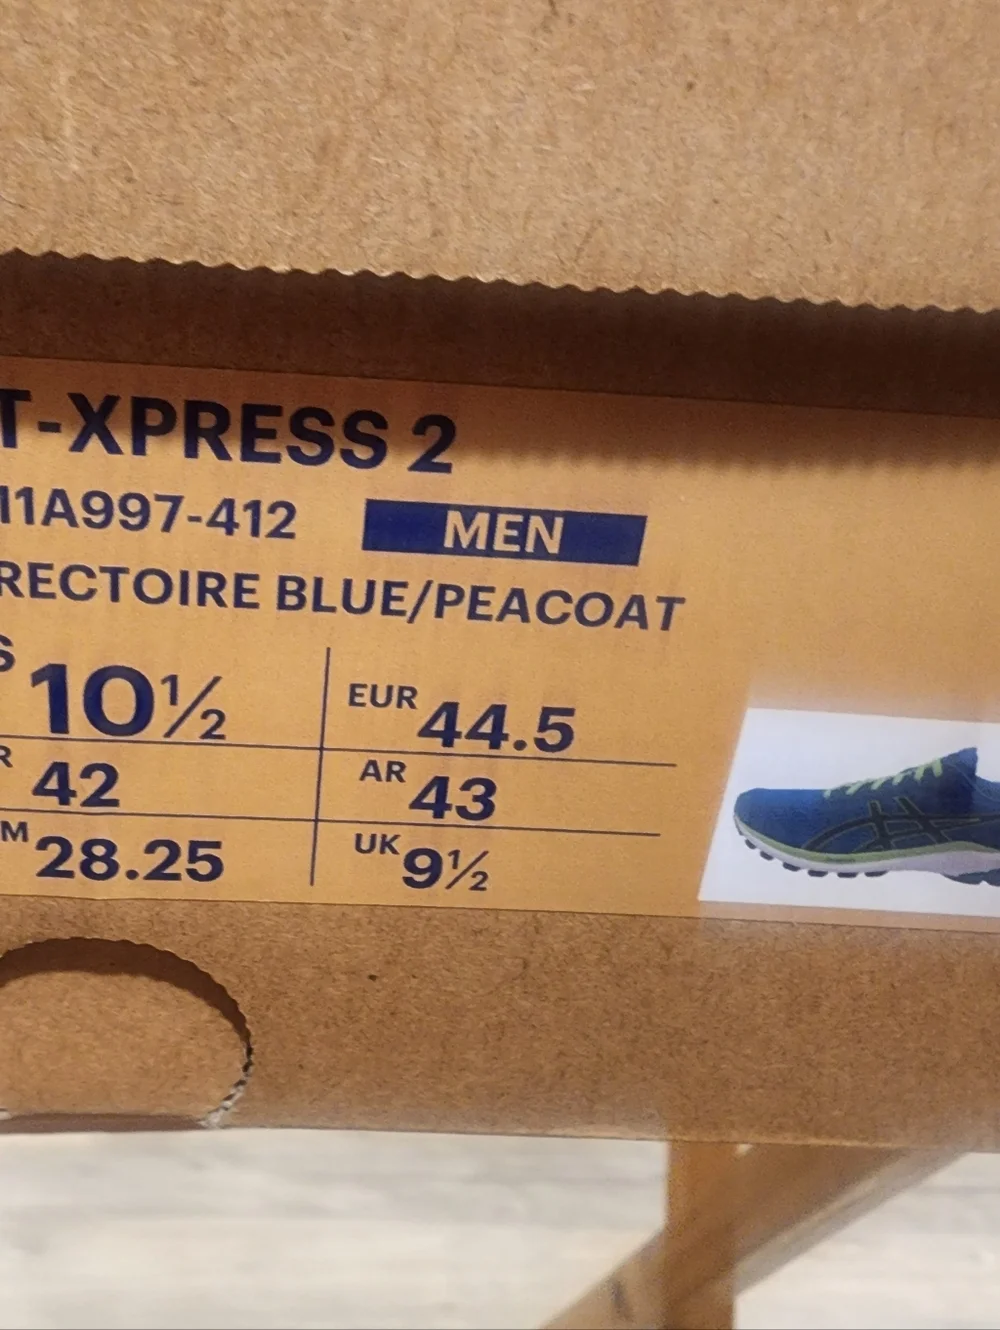 T-XPRESS 2
11A997-412 MEN
RECTOIRE BLUE/PEACOAT
S 10½ EUR 44.5
R 42 AR 43
M 28.25 UK 9½